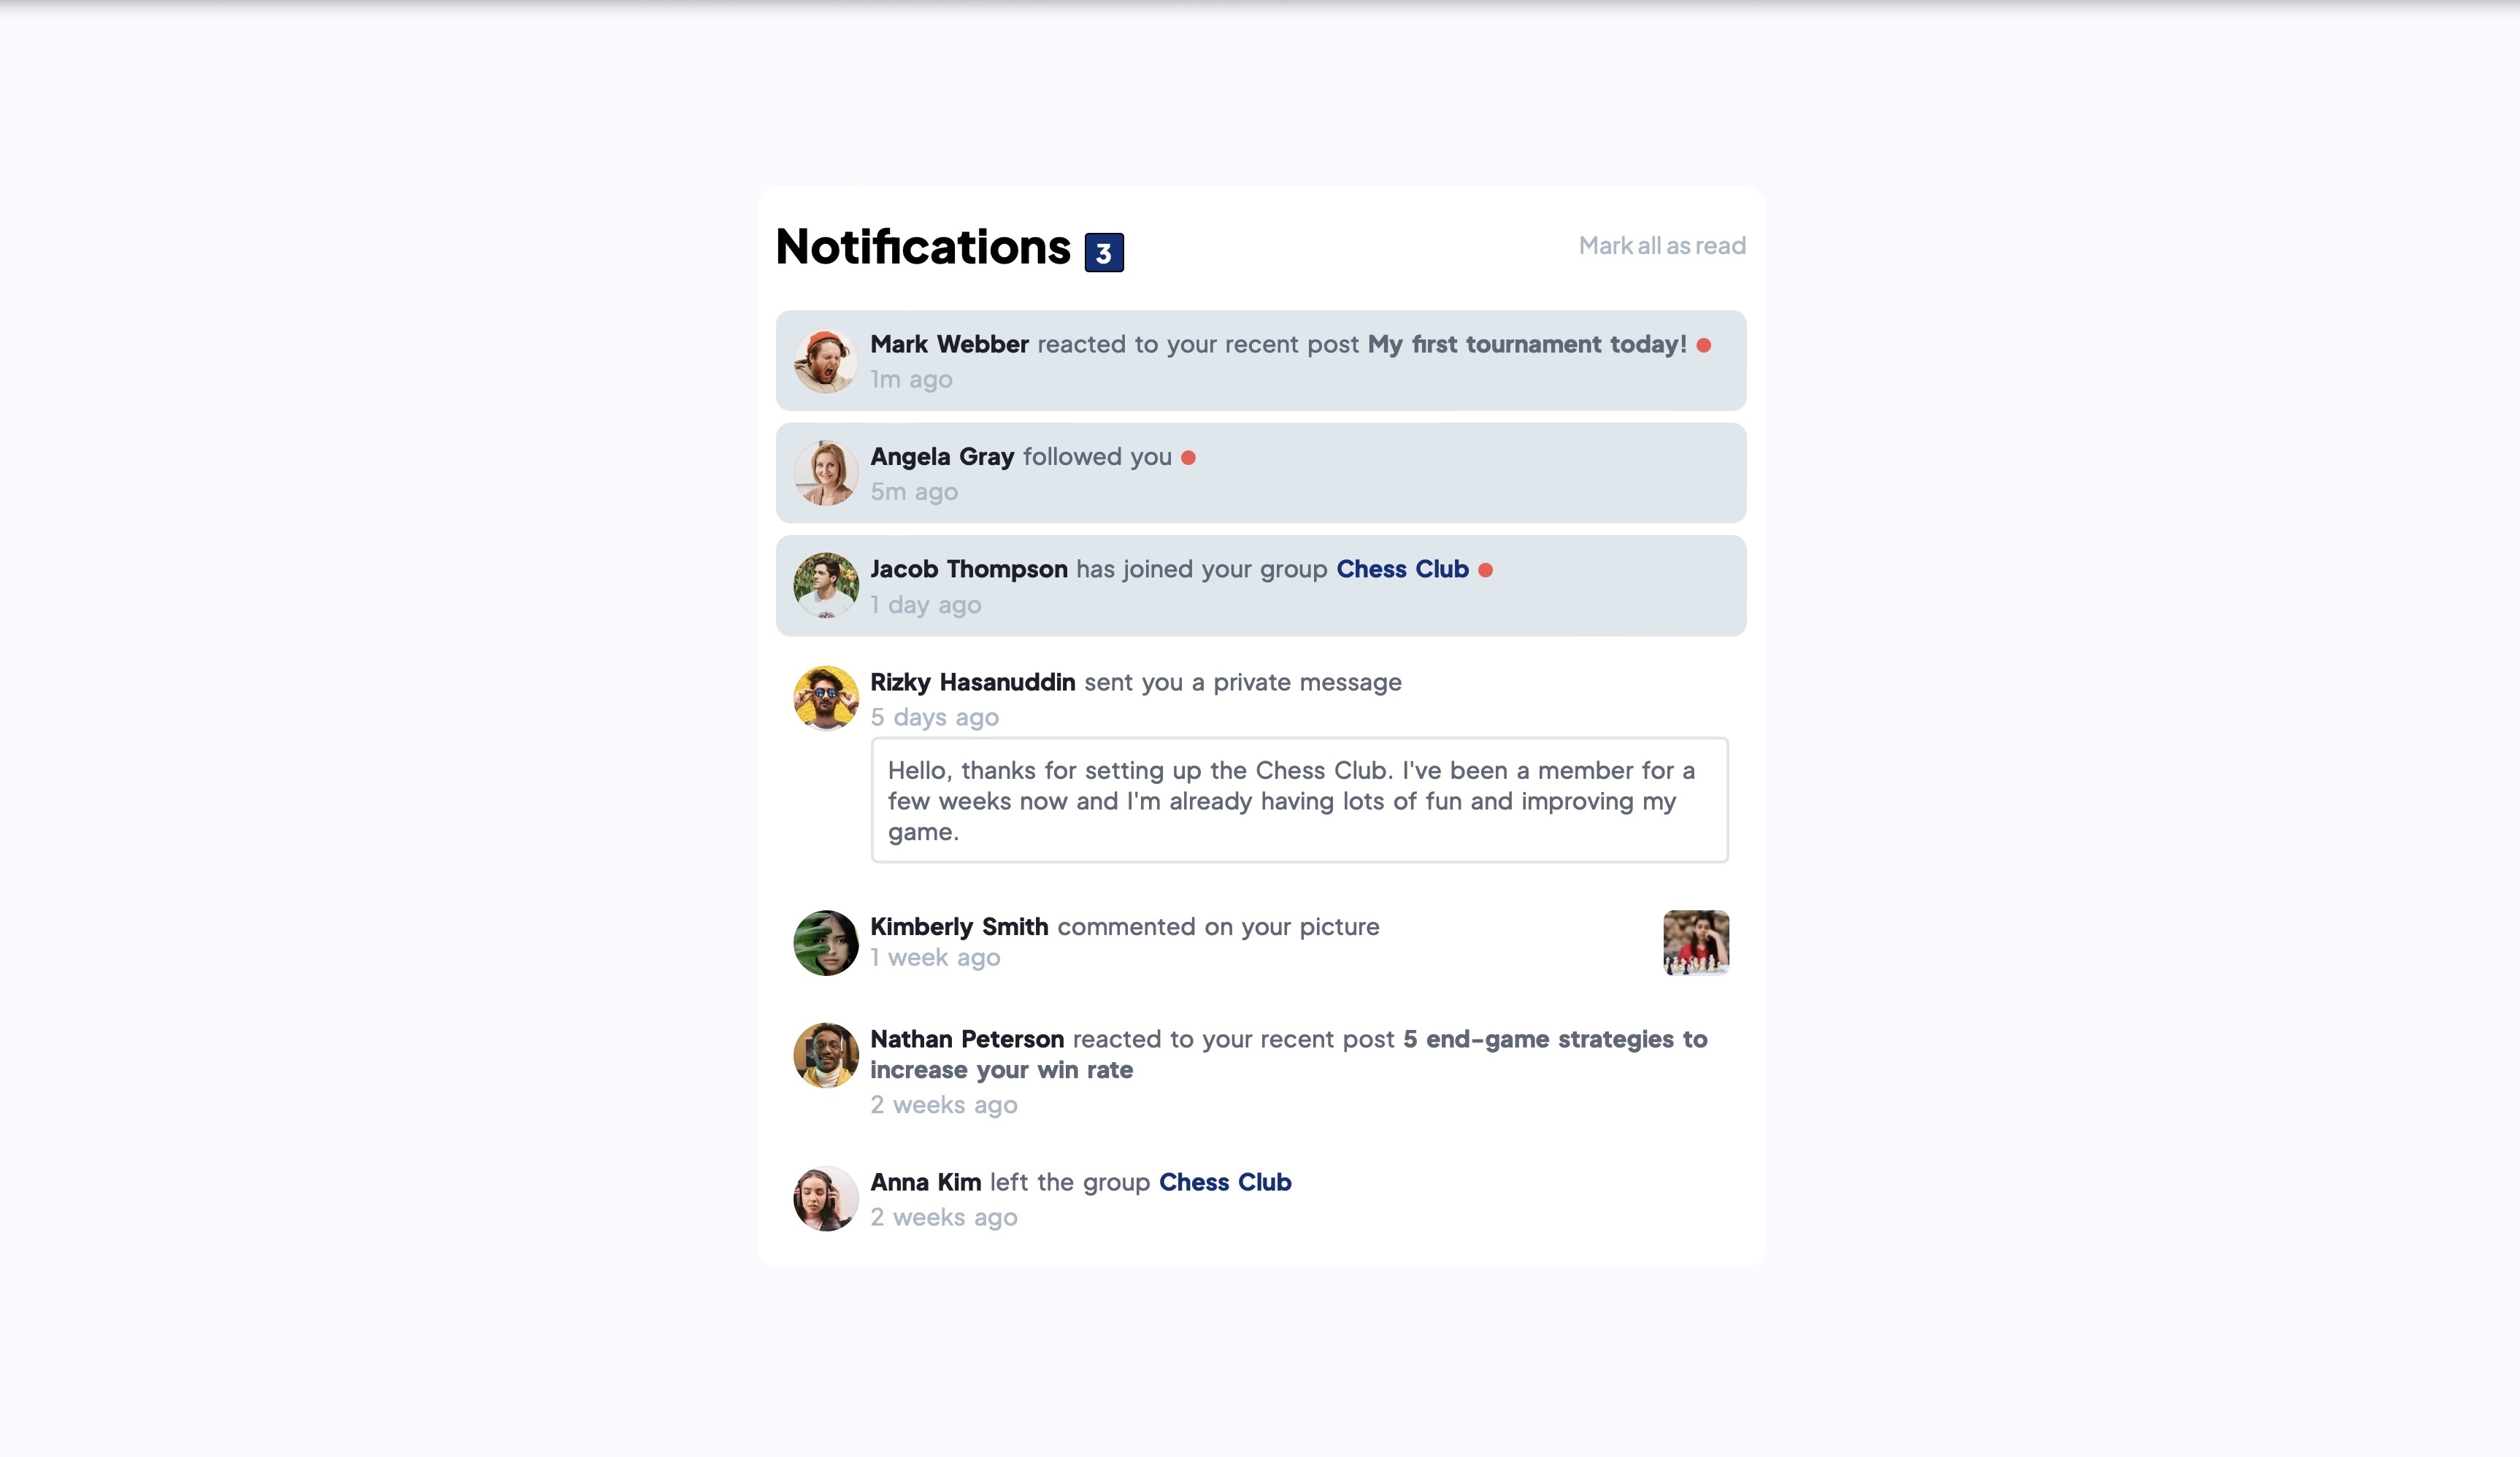 Notifications 3
Mark all as read
Mark Webber reacted to your recent post My first tournament today!
1m ago
Angela Gray followed you
5m ago
Jacob Thompson has joined your group Chess Club
1 day ago
Rizky Hasanuddin sent you a private message
5 days ago
Hello, thanks for setting up the Chess Club. I've been a member for a
few weeks now and I'm already having lots of fun and improving my
game.
Kimberly Smith commented on your picture
1 week ago
Nathan Peterson reacted to your recent post 5 end-game strategies to
increase your win rate
2 weeks ago
Anna Kim left the group Chess Club
2 weeks ago